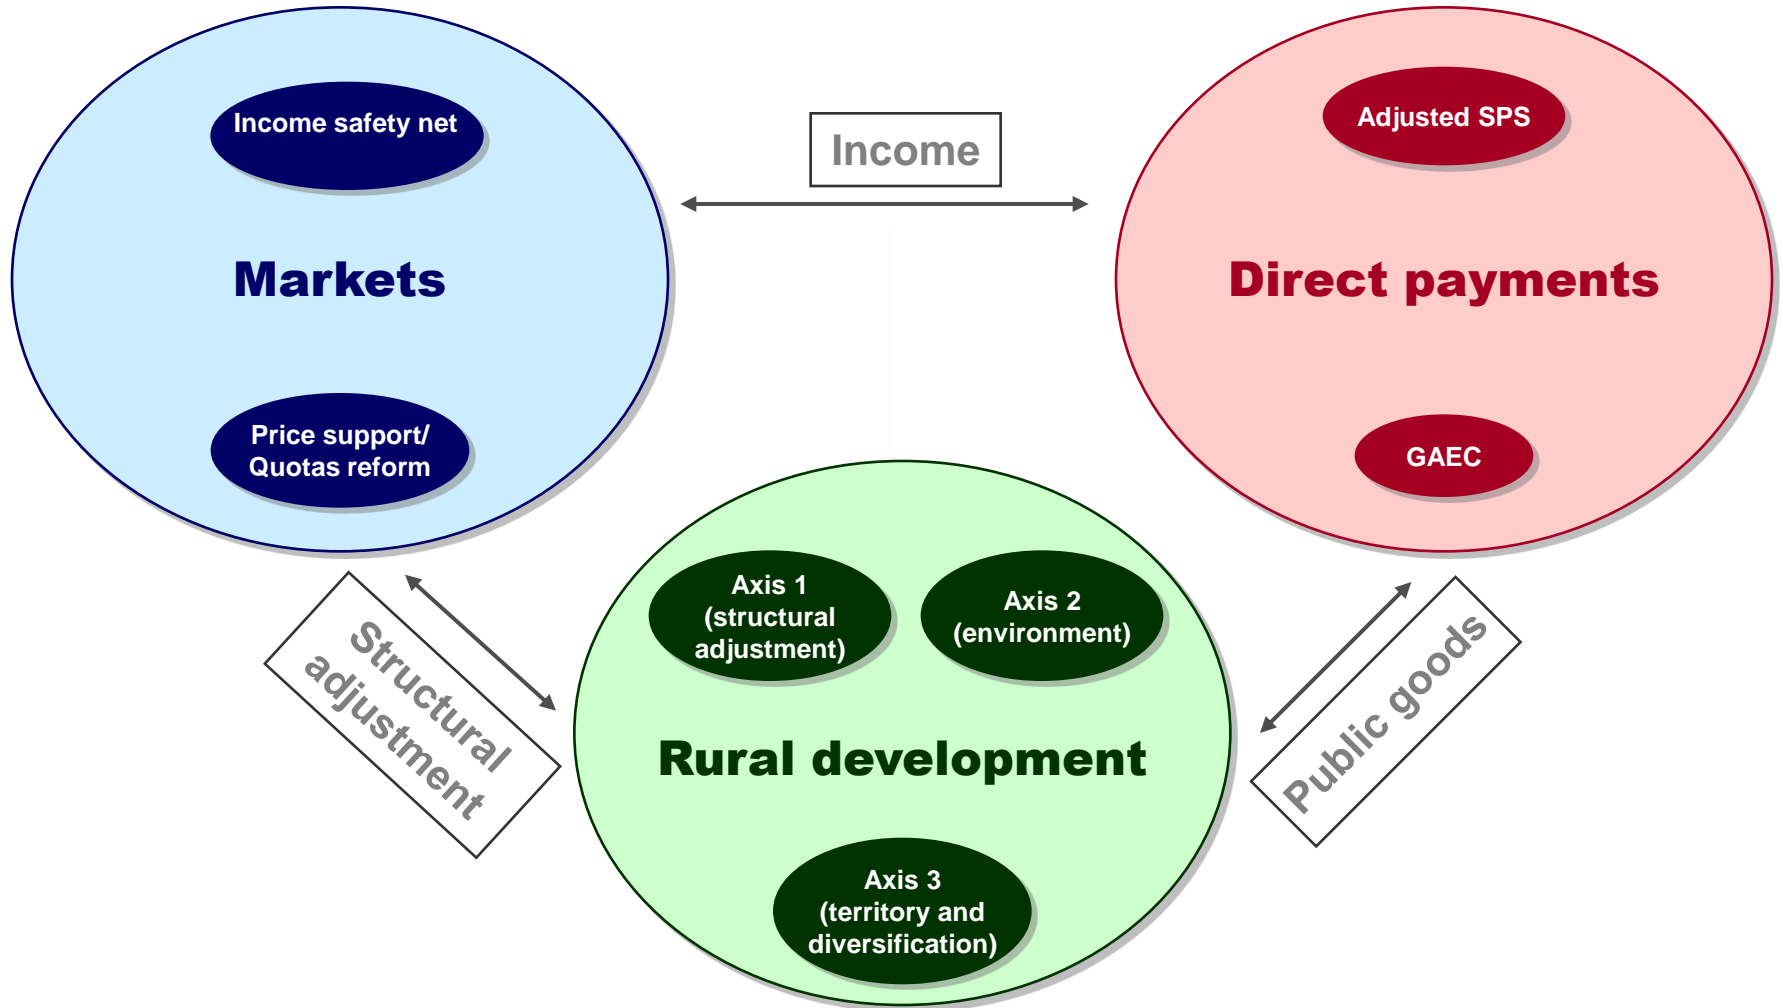 Income safety net
Markets
Price support/
Quotas reform
Income
Adjusted SPS
Direct payments
GAEC
Structural
adjustment
Axis 1
(structural
adjustment)
Axis 2
(environment)
Rural development
Axis 3
(territory and
diversification)
Public goods